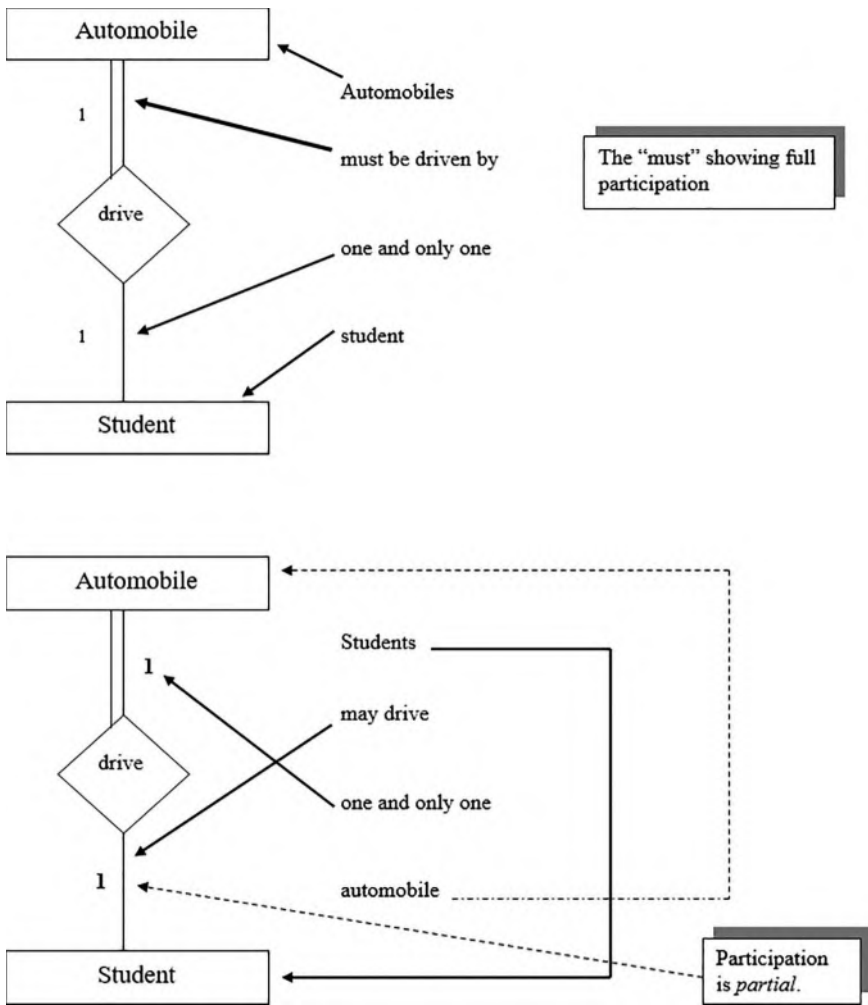 Automobile
Automobiles
1
must be driven by
The “must” showing full
participation
drive
one and only one
1
student
Student
Automobile
Students
1
may drive
drive
one and only one
1
automobile
Participation
is partial.
Student